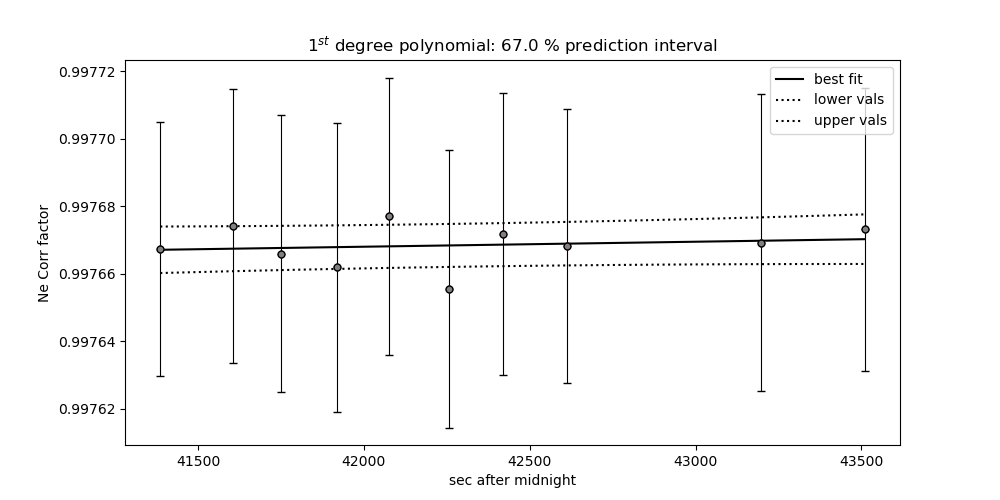 1st degree polynomial: 67.0 % prediction interval
0.99772
0.99770
0.99768
0.99766
0.99764
0.99762
Ne Corr factor
best fit
lower vals
upper vals
41500 42000 42500 43000 43500
sec after midnight